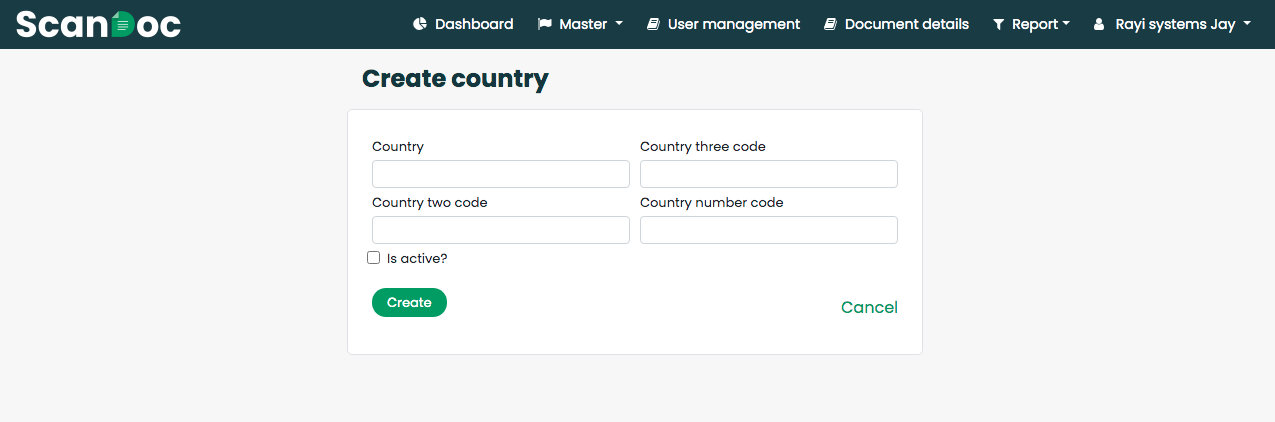 ScanDoc Dashboard Master User management Document details Report Rayi systems Jay
Create country
Country Country three code
Country two code Country number code
Is active?
Create Cancel